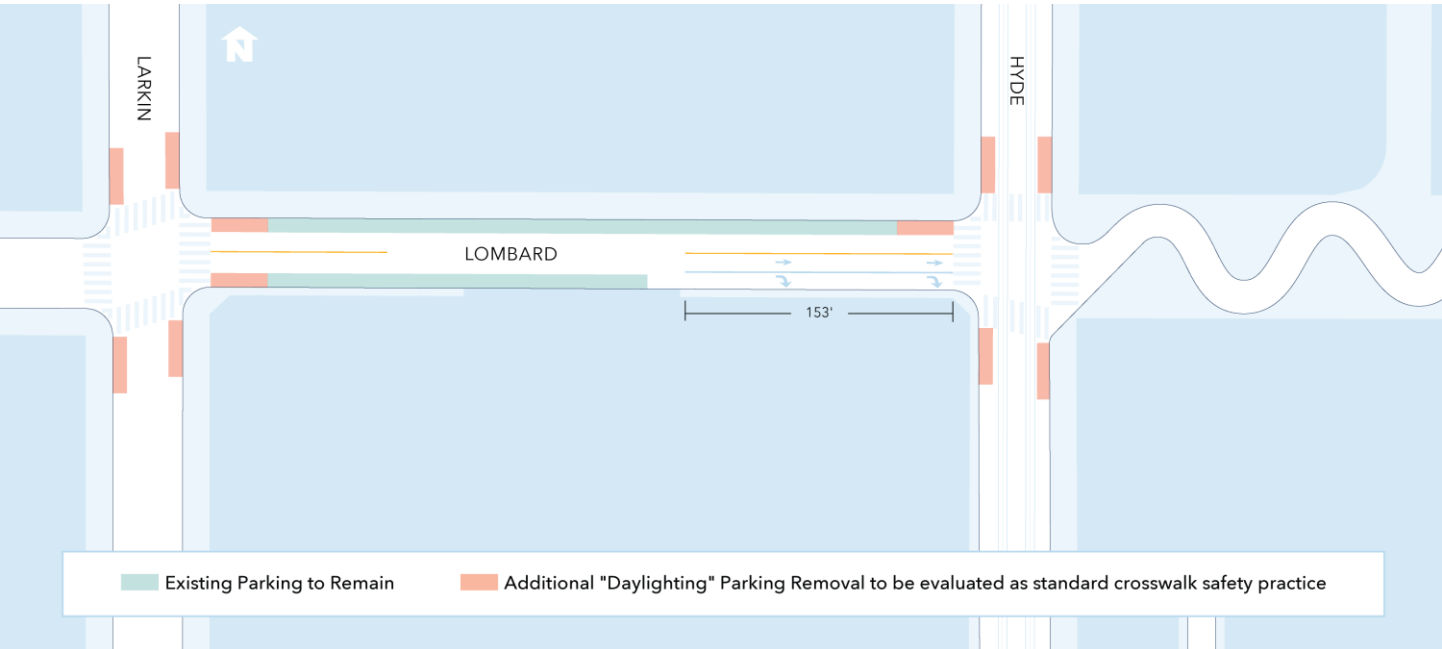 N
LARKIN
HYDE
LOMBARD
153'
Existing Parking to Remain
Additional "Daylighting" Parking Removal to be evaluated as standard crosswalk safety practice